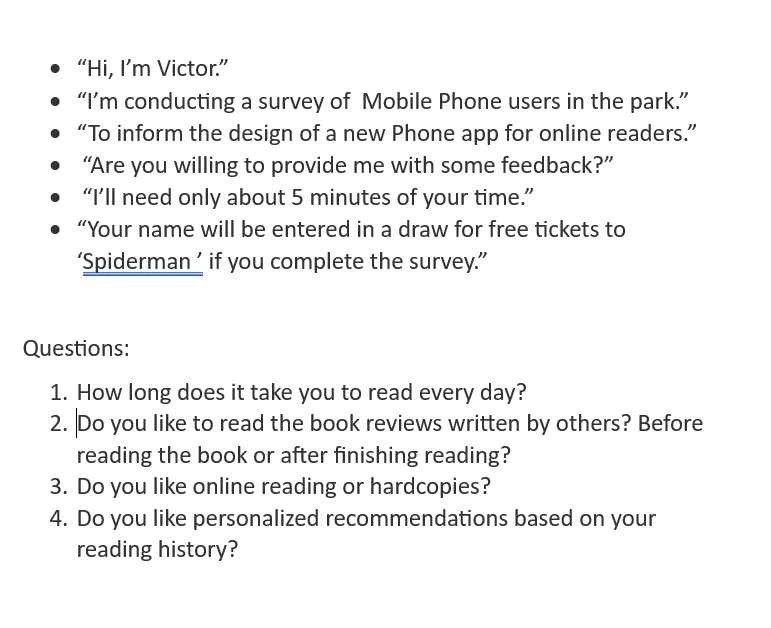 • “Hi, I’m Victor.”
• “I’m conducting a survey of  Mobile Phone users in the park.”
• “To inform the design of a new Phone app for online readers.”
•  “Are you willing to provide me with some feedback?”
•  “I’ll need only about 5 minutes of your time.”
• “Your name will be entered in a draw for free tickets to
‘Spiderman ’ if you complete the survey.”
Questions:
1. How long does it take you to read every day?
2. Do you like to read the book reviews written by others? Before
reading the book or after finishing reading?
3. Do you like online reading or hardcopies?
4. Do you like personalized recommendations based on your
reading history?